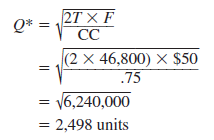 Q* = √2T × F / CC
= √(2 × 46,800) × $50 / .75
= √6,240,000
= 2,498 units